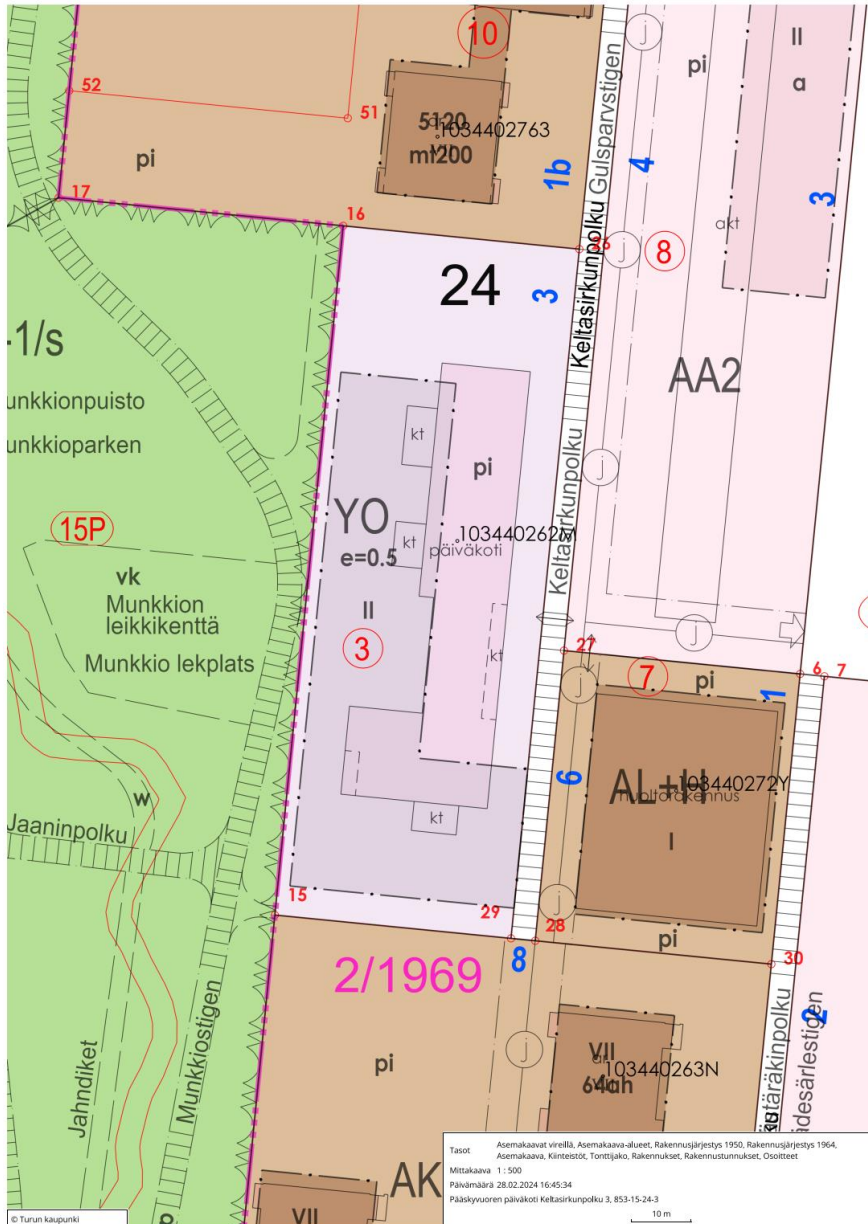 10
II
a
pi
52
51
5120
1034402763
mt200
pi
17
16
1b
Keltasirkunpolku Gulsparvstigen
4
3
akt
26
j
8
24
3
-1/s
unkkionpuisto
unkkioparken
AA2
kt
pi
YO
e=0.5
kt
päiväkoti
103440262M
15P
vk
Munkkion
leikkikenttä
Munkkio lekplats
II
3
kt
Keltasirkunpolku
j
j
j
27
7
pi
6
7
1
j
6
AL+H
103440272Y
huoltorakennus
I
w
Jaaninpolku
kt
15
29
j
28
pi
30
8
2/1969
Munkkiostigen
Jahndiket
pi
j
VII
103440263N
64ah
2
AK
VII
Tasot Asemakaavat vireillä, Asemakaava-alueet, Rakennusjärjestys 1950, Rakennusjärjestys 1964,
Asemakaava, Kiinteistöt, Tonttijako, Rakennukset, Rakennustunnukset, Osoitteet
Mittakaava 1 : 500
Päivämäärä 28.02.2024 16:45:34
Pääskyvuoren päiväkoti Keltasirkunpolku 3, 853-15-24-3
10 m
© Turun kaupunki